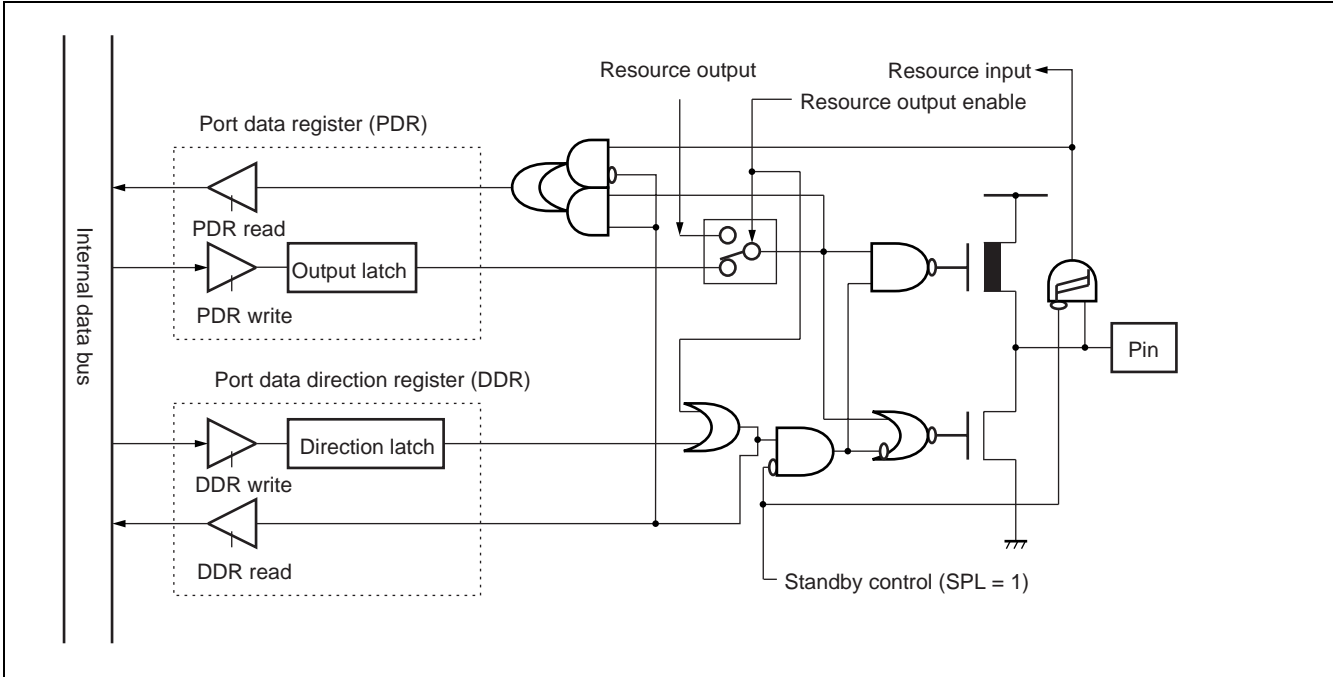 Resource output
Resource input
Resource output enable
Port data register (PDR)
PDR read
Internal data bus
Output latch
PDR write
Pin
Port data direction register (DDR)
Direction latch
DDR write
DDR read
Standby control (SPL = 1)